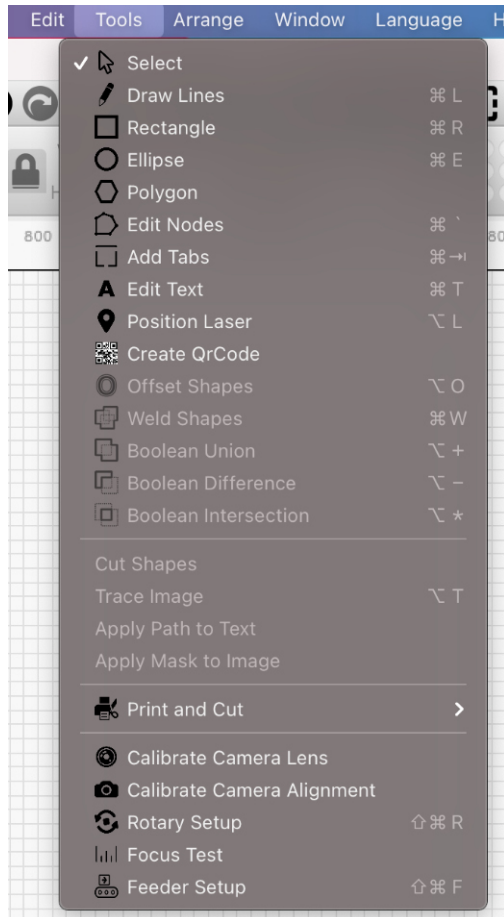 Edit Tools Arrange Window Language
Select
Draw Lines ⌘ L
Rectangle ⌘ R
Ellipse ⌘ E
Polygon
Edit Nodes ⌘ `
800
Add Tabs ⌘ ⇥
A Edit Text ⌘ T
Position Laser ⌥ L
Create QrCode
Offset Shapes ⌥ O
Weld Shapes ⌘ W
Boolean Union ⌥ +
Boolean Difference ⌥ −
Boolean Intersection ⌥ *
Cut Shapes
Trace Image ⌥ T
Apply Path to Text
Apply Mask to Image
Print and Cut
Calibrate Camera Lens
Calibrate Camera Alignment
Rotary Setup ⇧ ⌘ R
Focus Test
Feeder Setup ⇧ ⌘ F